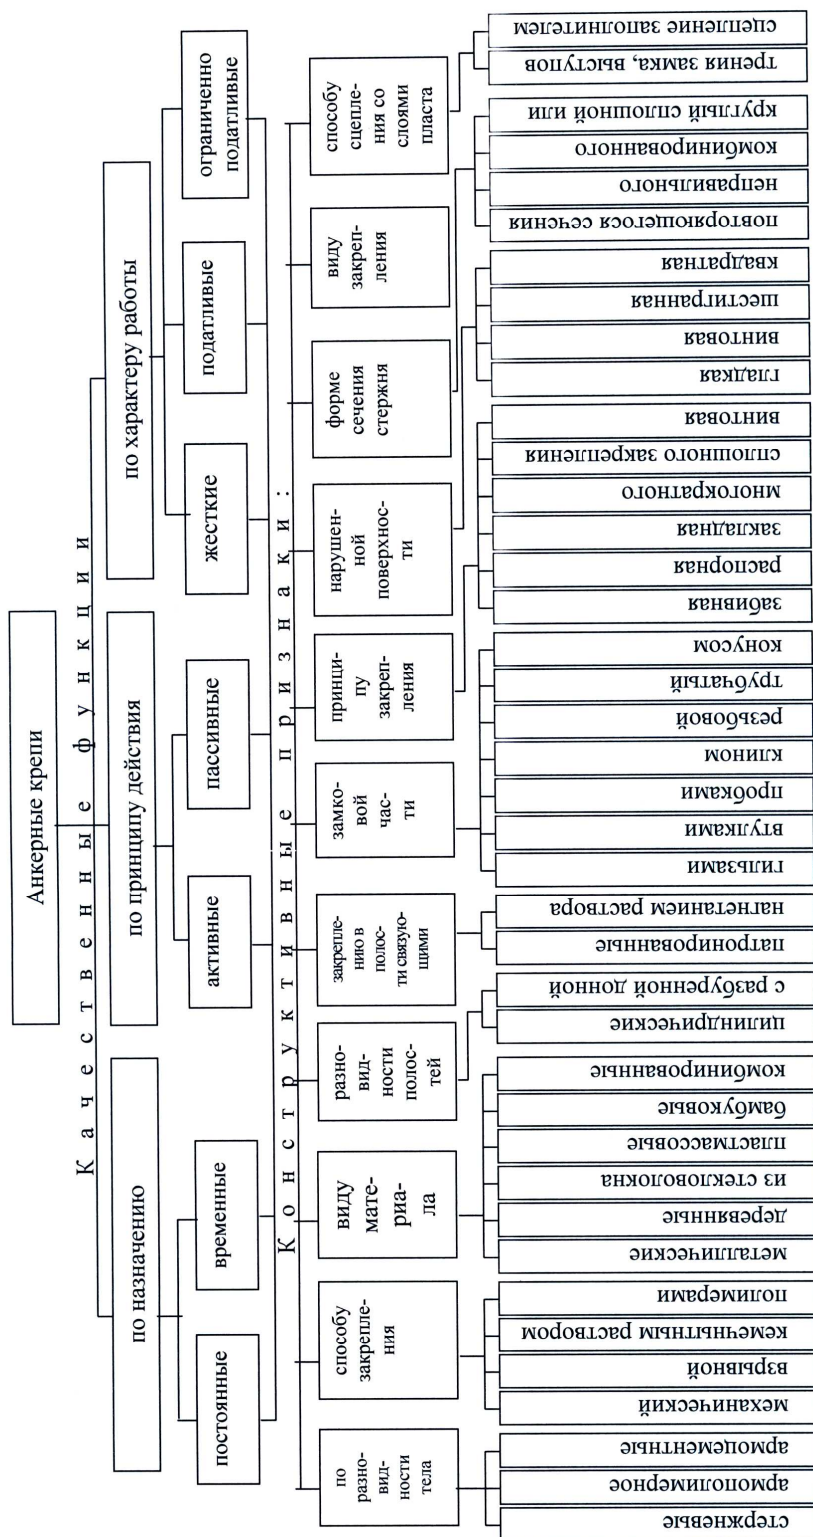 Анкерные крепи
Качественные функции
по назначению
по принципу действия
по характеру работы
постоянные
временные
активные
пассивные
жесткие
податливые
ограниченно
податливые
Конструктивные признаки:
по
разно-
вид-
ности
тела
способу
закрепле-
ния
виду
мате-
риа-
ла
разно-
вид-
ности
полос-
тей
закрепле-
нию в
полос-
ти связую-
щими
замко-
вой
час-
ти
принци-
пу
закреп-
ления
нарушен-
ной
поверхнос-
ти
форме
сечения
стержня
виду
закреп-
ления
способу
сцепле-
ния со
слоями
пласта
стержневые
армополимерное
армоцементные
механический
взрывной
раствором
полимерами
металлические
деревянные
из стекловолокна
пластмассовые
бамбуковые
комбинированные
цилиндрические
с разбуренной донной
патронированные
нагнетанием раствора
гильзами
втулками
пробками
клином
резьбовой
трубчатый
конусом
забивная
распорная
закладная
многократного
сплошного закрепления
винтовая
гладкая
винтовая
шестигранная
квадратная
повторяющегося сечения
неправильного
комбинированного
круглый сплошной или
трения замка, выступов
сцепление заполнителем